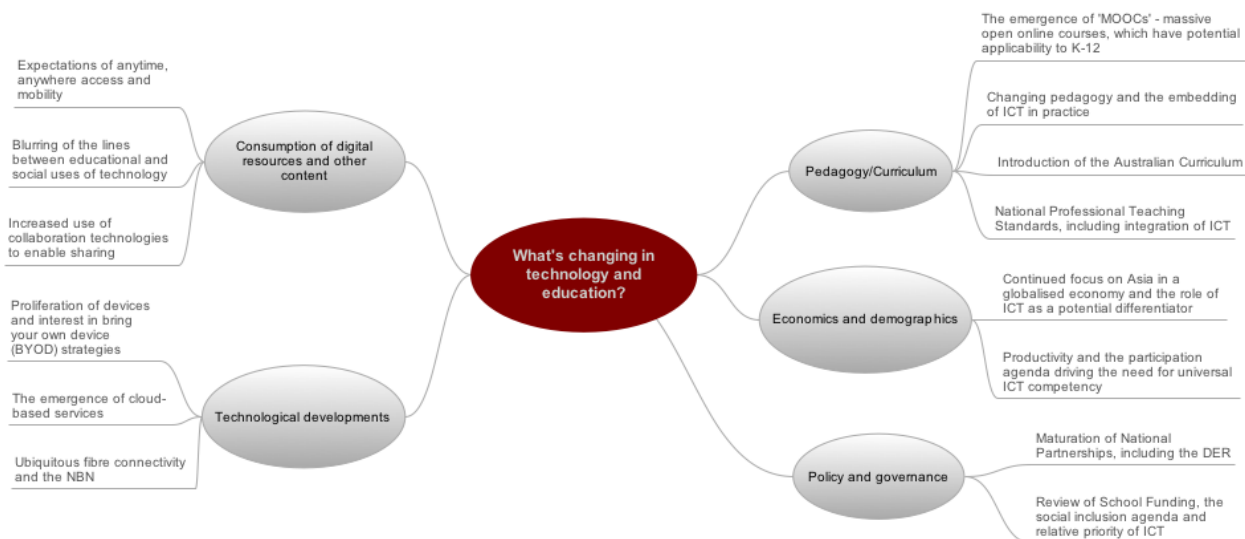 What's changing in
technology and
education?
Consumption of digital
resources and other
content
Expectations of anytime,
anywhere access and
mobility
Blurring of the lines
between educational and
social uses of technology
Increased use of
collaboration technologies
to enable sharing
Technological developments
Proliferation of devices
and interest in bring
your own device
(BYOD) strategies
The emergence of cloud-
based services
Ubiquitous fibre connectivity
and the NBN
Pedagogy/Curriculum
The emergence of 'MOOCs' - massive
open online courses, which have potential
applicability to K-12
Changing pedagogy and the embedding
of ICT in practice
Introduction of the Australian Curriculum
National Professional Teaching
Standards, including integration of ICT
Economics and demographics
Continued focus on Asia in a
globalised economy and the role of
ICT as a potential differentiator
Productivity and the participation
agenda driving the need for universal
ICT competency
Policy and governance
Maturation of National
Partnerships, including the DER
Review of School Funding, the
social inclusion agenda and
relative priority of ICT